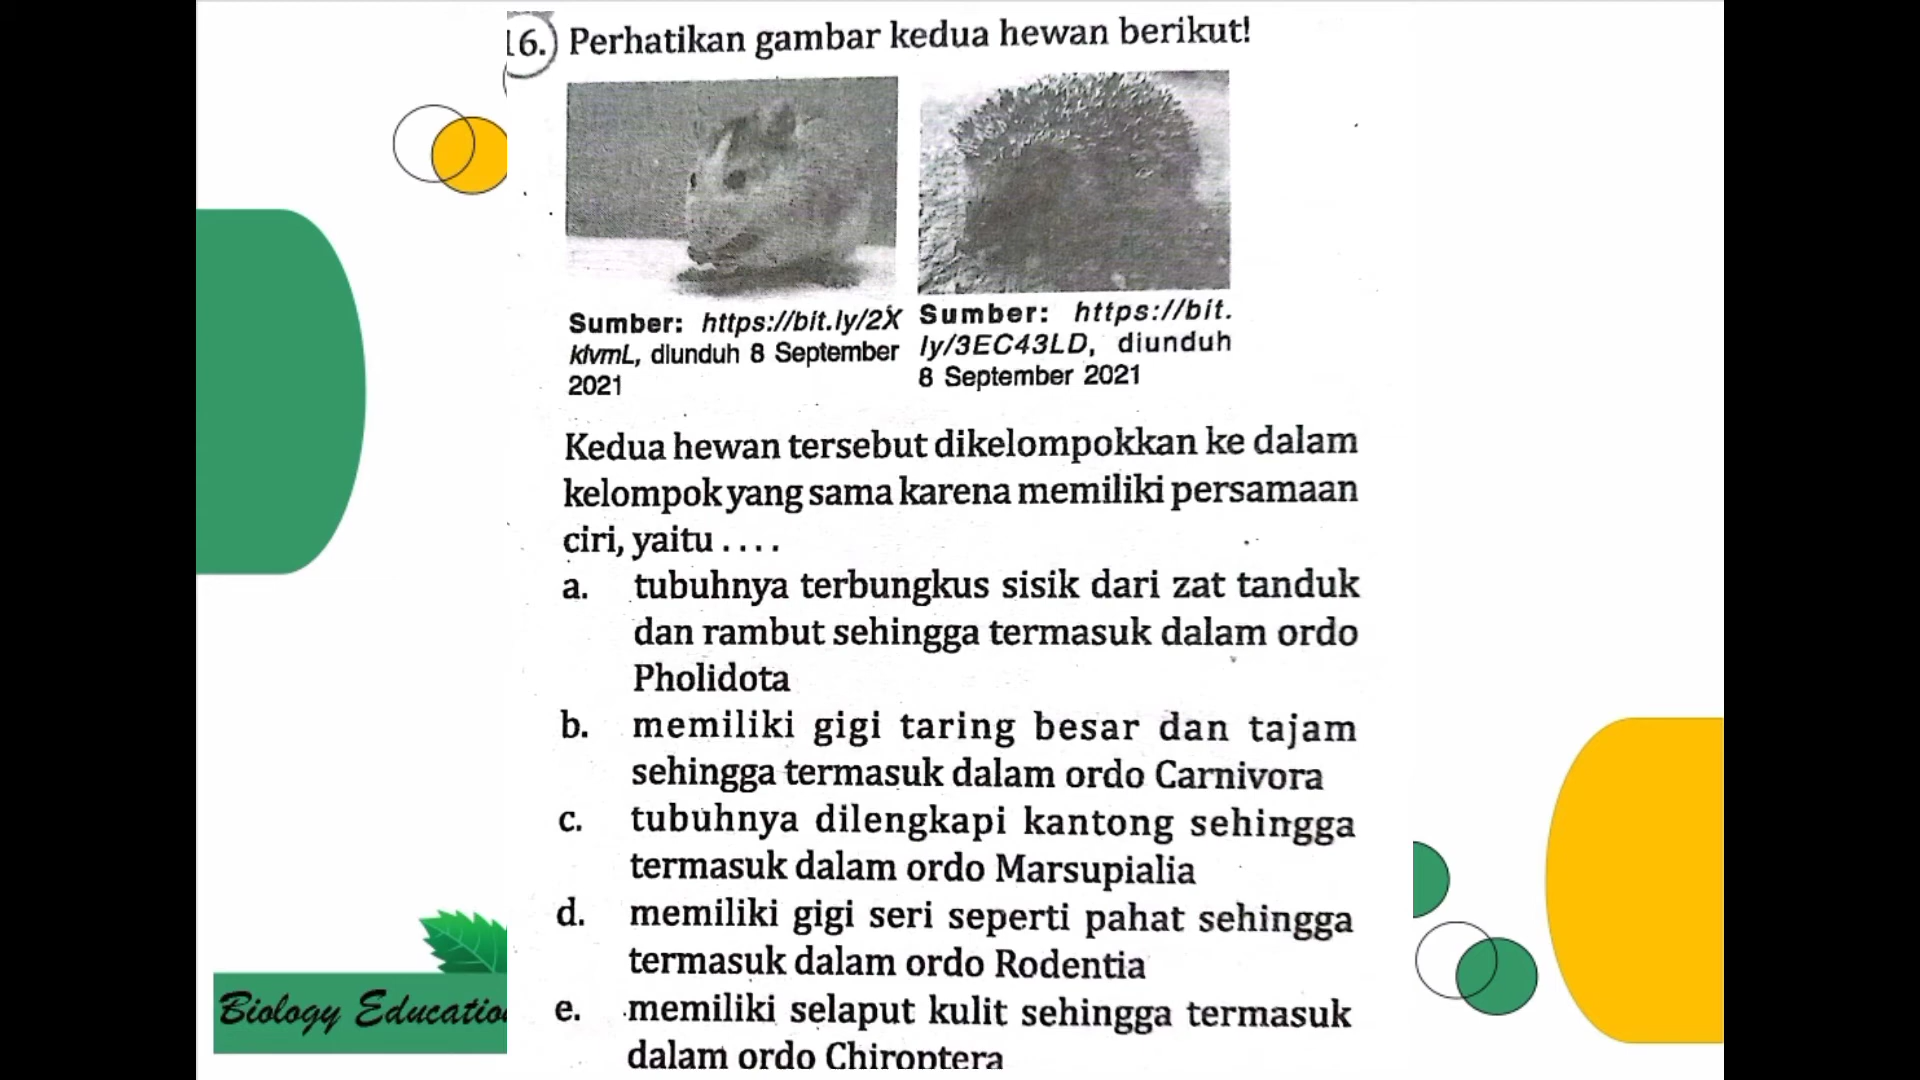 16. Perhatikan gambar kedua hewan berikut!
Sumber: https://bit.ly/2X
klvmL, diunduh 8 September
2021
Sumber: https://bit.
ly/3EC43LD, diunduh
8 September 2021
Kedua hewan tersebut dikelompokkan ke dalam
kelompok yang sama karena memiliki persamaan
ciri, yaitu . . . .
a. tubuhnya terbungkus sisik dari zat tanduk
dan rambut sehingga termasuk dalam ordo
Pholidota
b. memiliki gigi taring besar dan tajam
sehingga termasuk dalam ordo Carnivora
c. tubuhnya dilengkapi kantong sehingga
termasuk dalam ordo Marsupialia
d. memiliki gigi seri seperti pahat sehingga
termasuk dalam ordo Rodentia
e. memiliki selaput kulit sehingga termasuk
dalam ordo Chiroptera
Biology Educatio